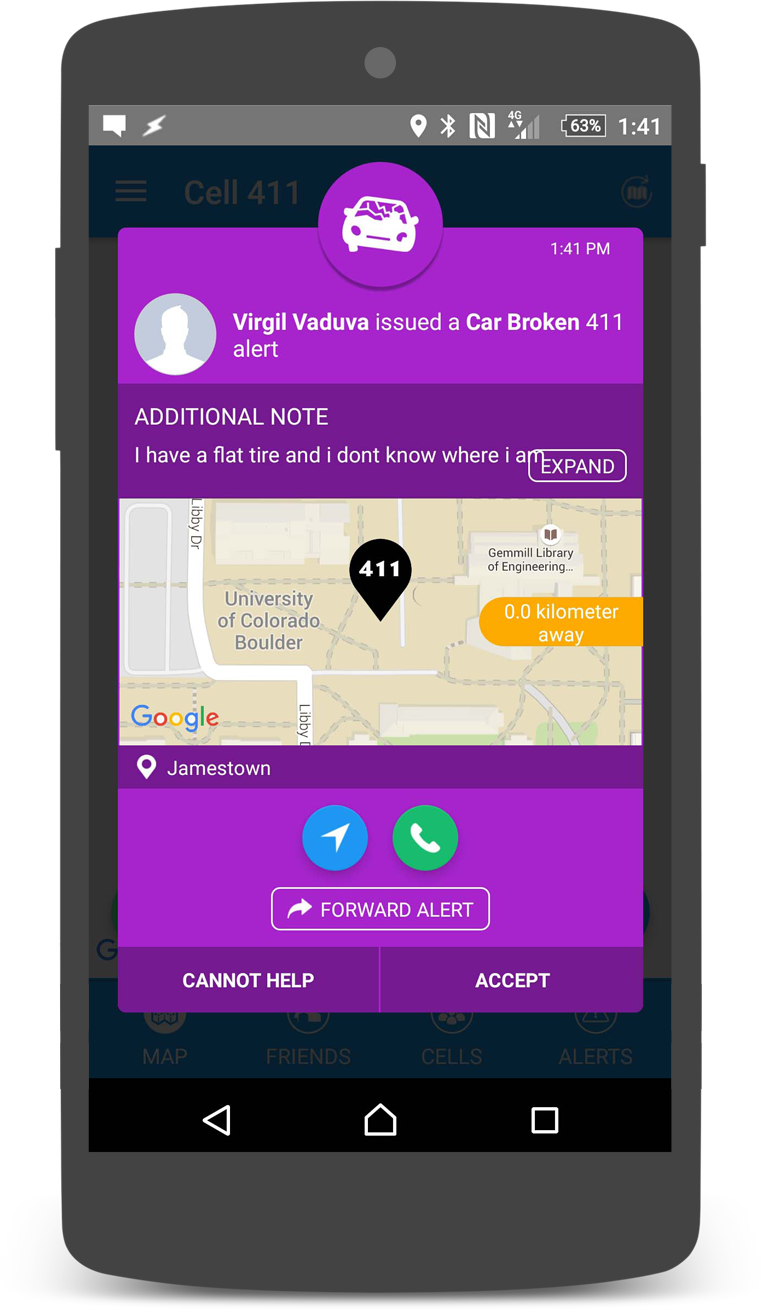 4G
63%
1:41
Cell 411
1:41 PM
Virgil Vaduva issued a Car Broken 411
alert
ADDITIONAL NOTE
I have a flat tire and i dont know where i am
EXPAND
Libby Dr
Gemmill Library
of Engineering...
411
University
of Colorado
Boulder
0.0 kilometer
away
Libby D
Google
Jamestown
FORWARD ALERT
CANNOT HELP
ACCEPT
G
MAP
FRIENDS
CELLS
ALERTS